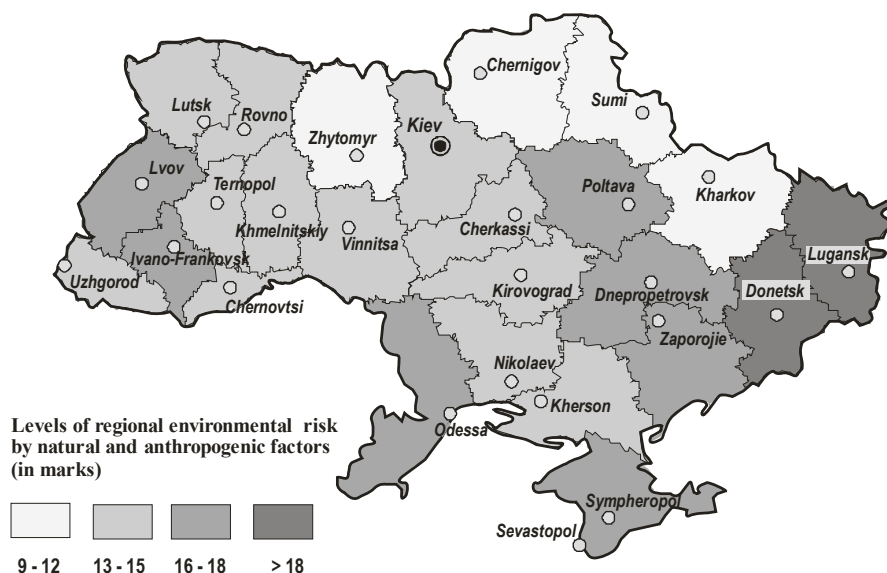 Chernigov
Sumi
Lutsk
Rovno
Kiev
Zhytomyr
Lvov
Ternopol
Poltava
Kharkov
Khmelnitskiy
Vinnitsa
Cherkassi
Ivano-Frankovsk
Lugansk
Uzhgorod
Kirovograd
Dnepropetrovsk
Donetsk
Chernovtsi
Zaporojie
Nikolaev
Kherson
Odessa
Levels of regional environmental risk
by natural and anthropogenic factors
(in marks)
Sympheropol
Sevastopol
9 - 12 13 - 15 16 - 18 > 18